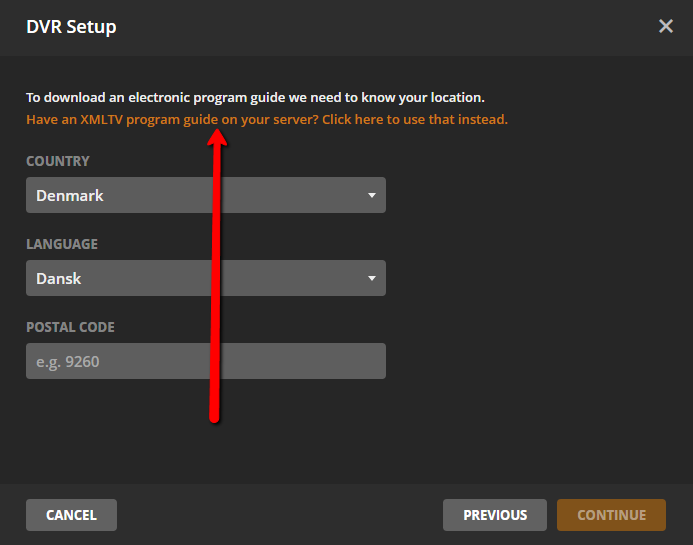 DVR Setup
To download an electronic program guide we need to know your location.
Have an XMLTV program guide on your server? Click here to use that instead.
COUNTRY
Denmark
LANGUAGE
Dansk
POSTAL CODE
e.g. 9260
CANCEL
PREVIOUS
CONTINUE